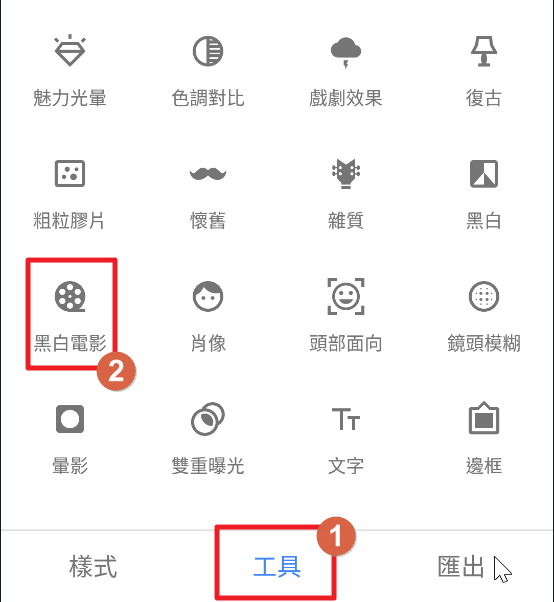 魅力光暈 色調對比 戲劇效果 復古
粗粒膠片 懷舊 雜質 黑白
黑白電影 肖像 頭部面向 鏡頭模糊
2
暈影 雙重曝光 文字 邊框
1
樣式 工具 匯出